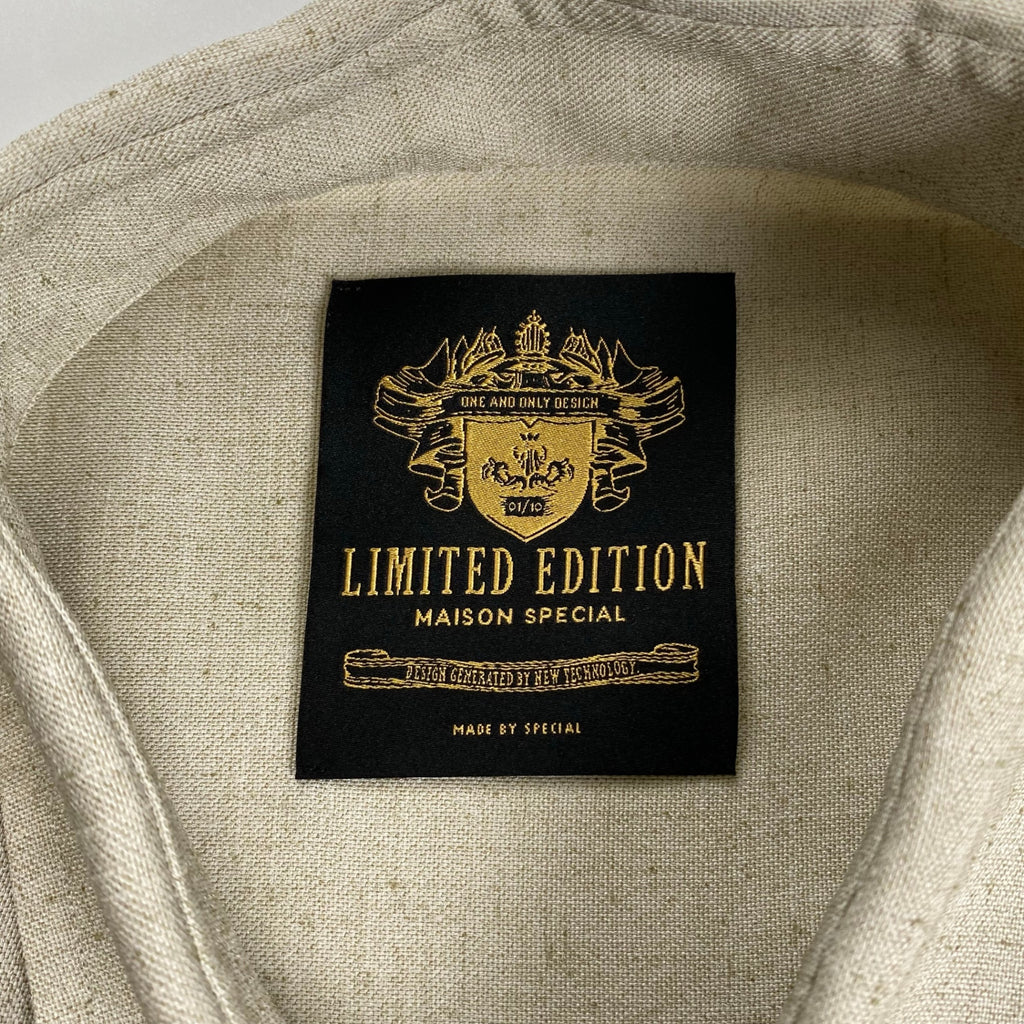 ONE AND ONLY DESIGN
01/10
LIMITED EDITION
MAISON SPECIAL
DESIGN GENERATED BY NEW TECHNOLOGY
MADE BY SPECIAL